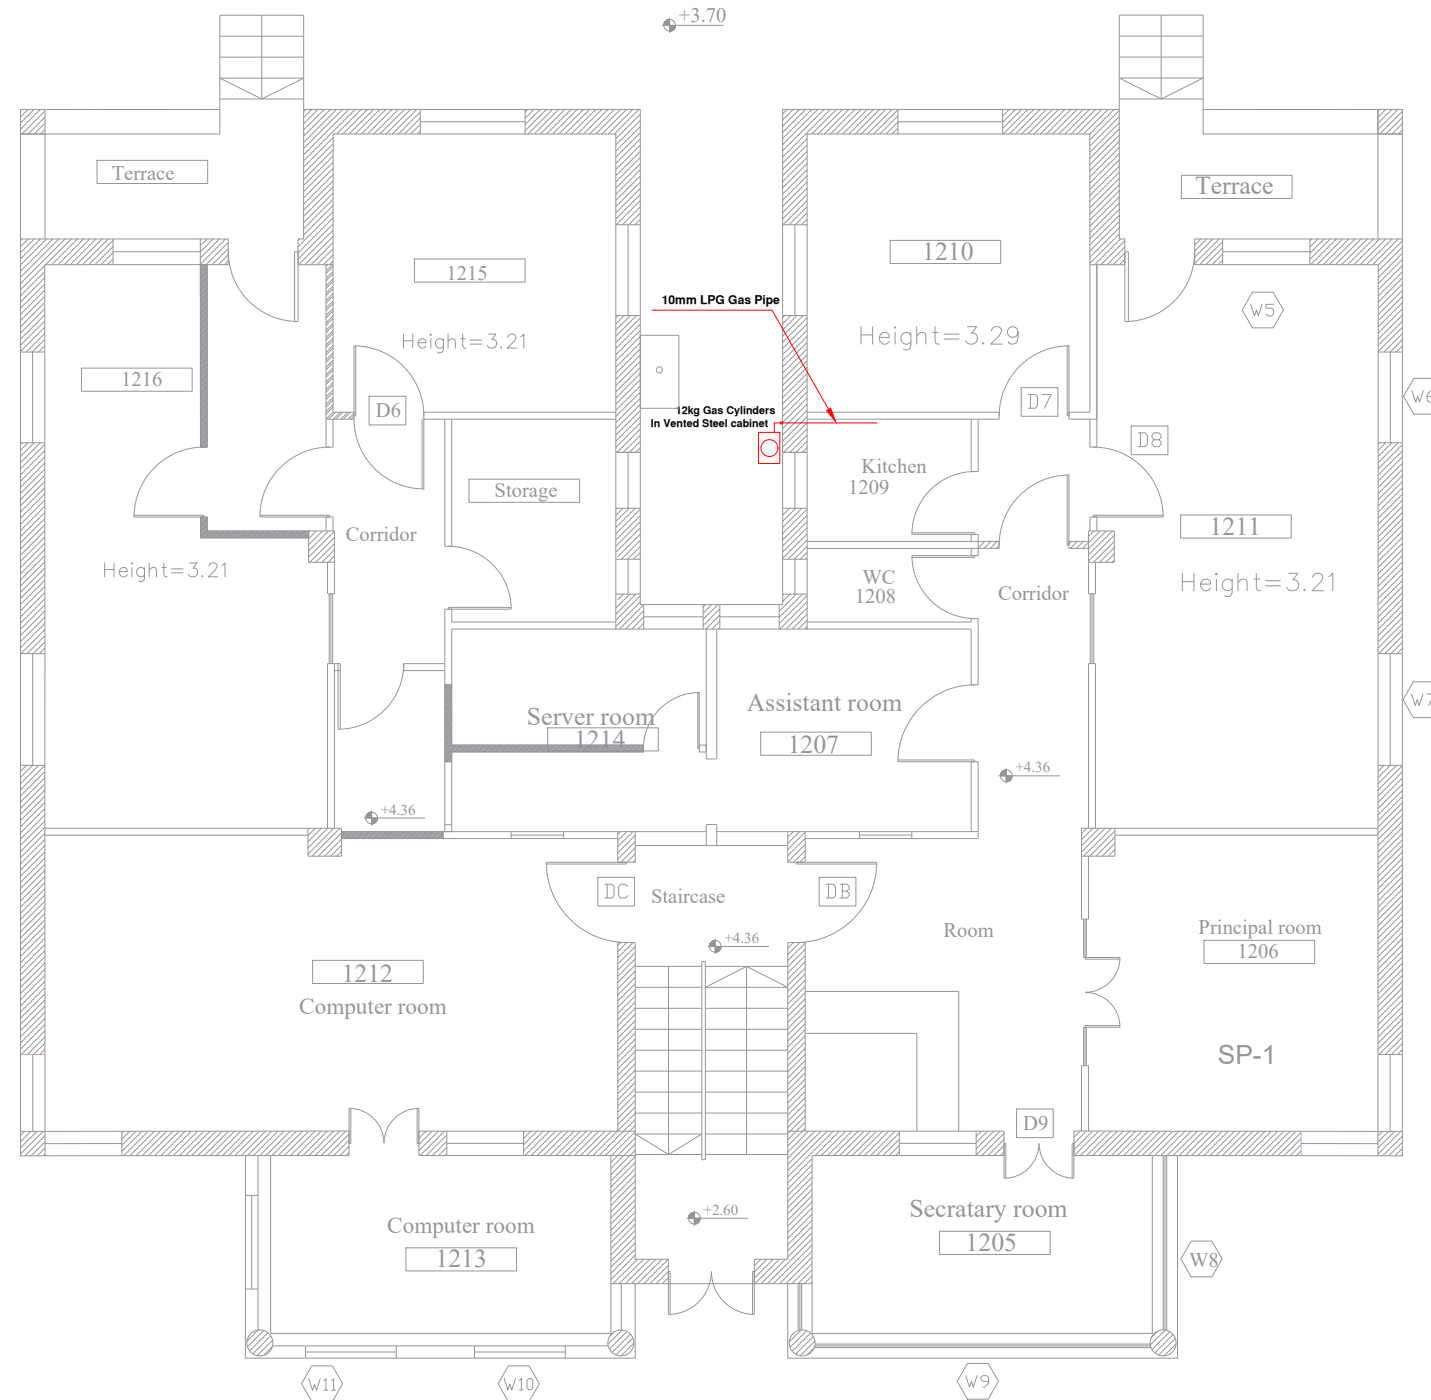 +3.70
Terrace
Terrace
1215
1210
10mm LPG Gas Pipe
W5
Height=3.21
Height=3.29
1216
W6
D6
12kg Gas Cylinders
In Vented Steel cabinet
D7
D8
Kitchen
1209
Storage
Corridor
1211
Height=3.21
WC
1208
Corridor
Height=3.21
Server room
1214
Assistant room
1207
W7
+4.36
+4.36
DC
Staircase
DB
Room
Principal room
1206
+4.36
1212
Computer room
SP-1
D9
+2.60
Computer room
1213
Secratary room
1205
W8
W11
W10
W9